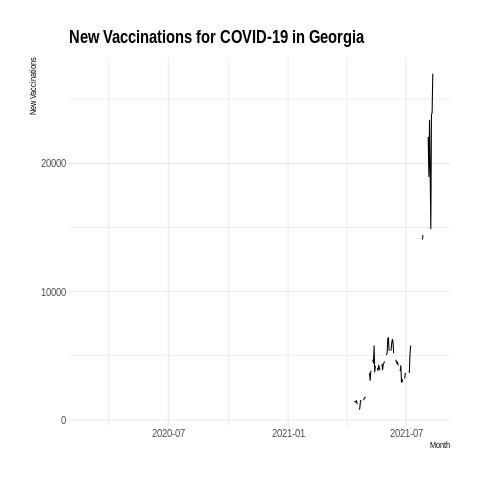 New Vaccinations for COVID-19 in Georgia
New Vaccinations
20000
10000
0
2020-07
2021-01
2021-07
Month